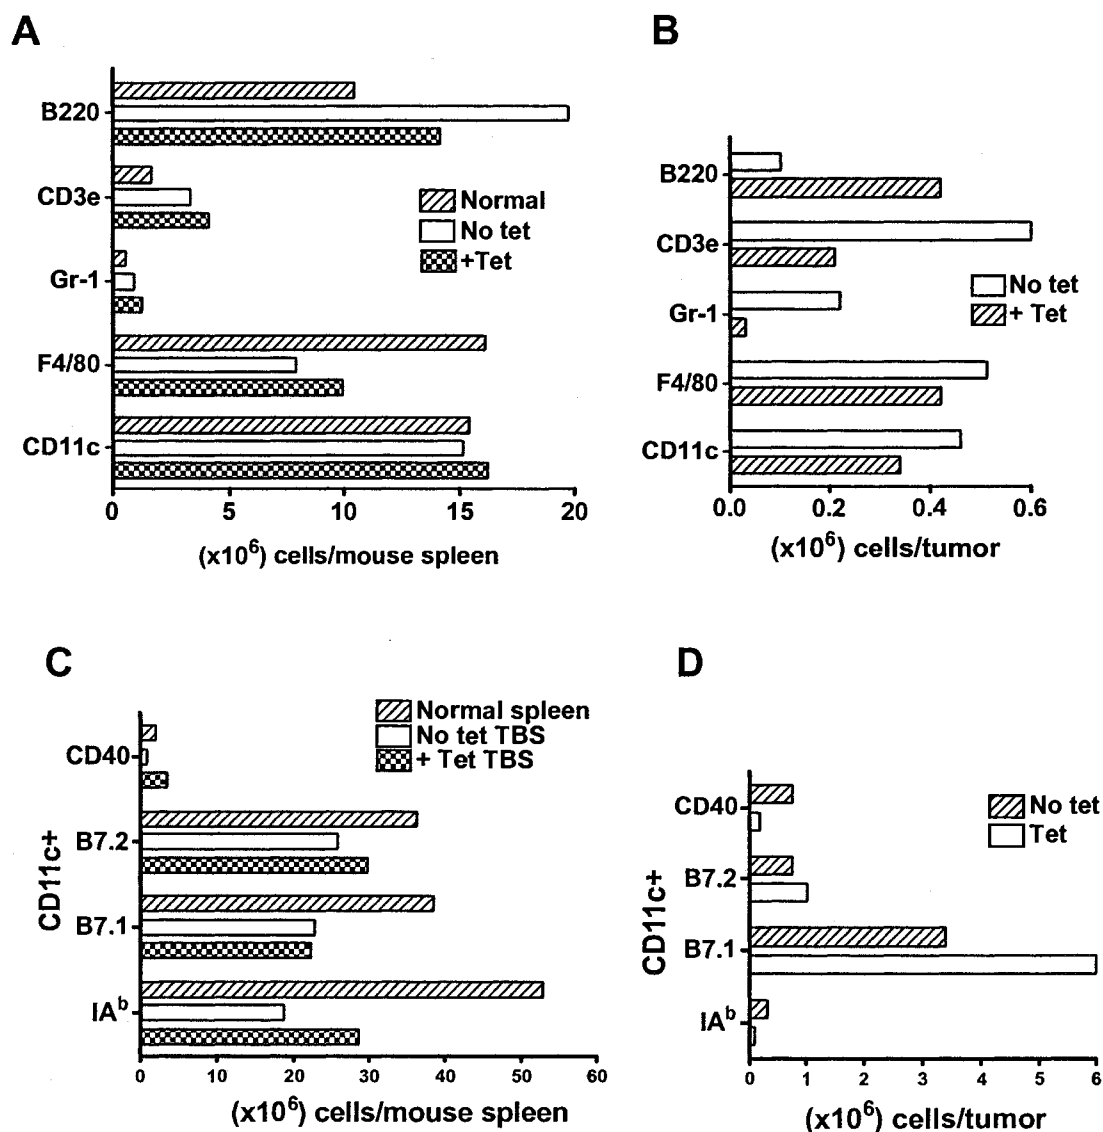 A
B220
CD3e
Gr-1
F4/80
CD11c
Normal
No tet
+Tet
0 5 10 15 20
(x10⁶) cells/mouse spleen
B
B220
CD3e
Gr-1
F4/80
CD11c
No tet
+ Tet
0.0 0.2 0.4 0.6
(x10⁶) cells/tumor
C
Normal spleen
No tet TBS
+ Tet TBS
CD11c+
CD40
B7.2
B7.1
IAᵇ
0 10 20 30 40 50 60
(x10⁶) cells/mouse spleen
D
No tet
Tet
CD11c+
CD40
B7.2
B7.1
IAᵇ
0 1 2 3 4 5 6
(x10⁶) cells/tumor